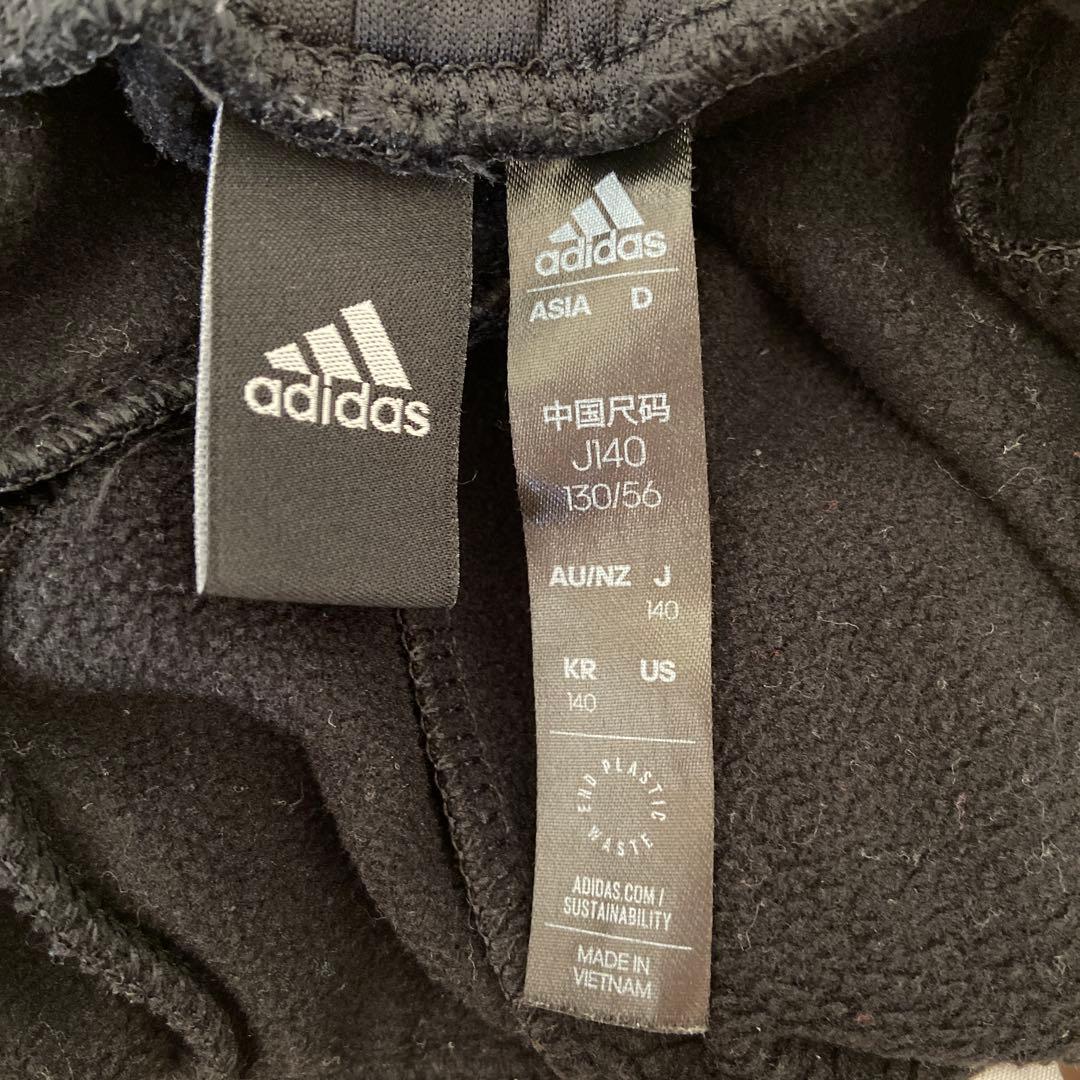 adidas
adidas
ASIA D
中国尺码
J140
130/56
AU/NZ J
140
KR US
140
END PLASTIC WASTE
ADIDAS.COM/
SUSTAINABILITY
MADE IN
VIETNAM